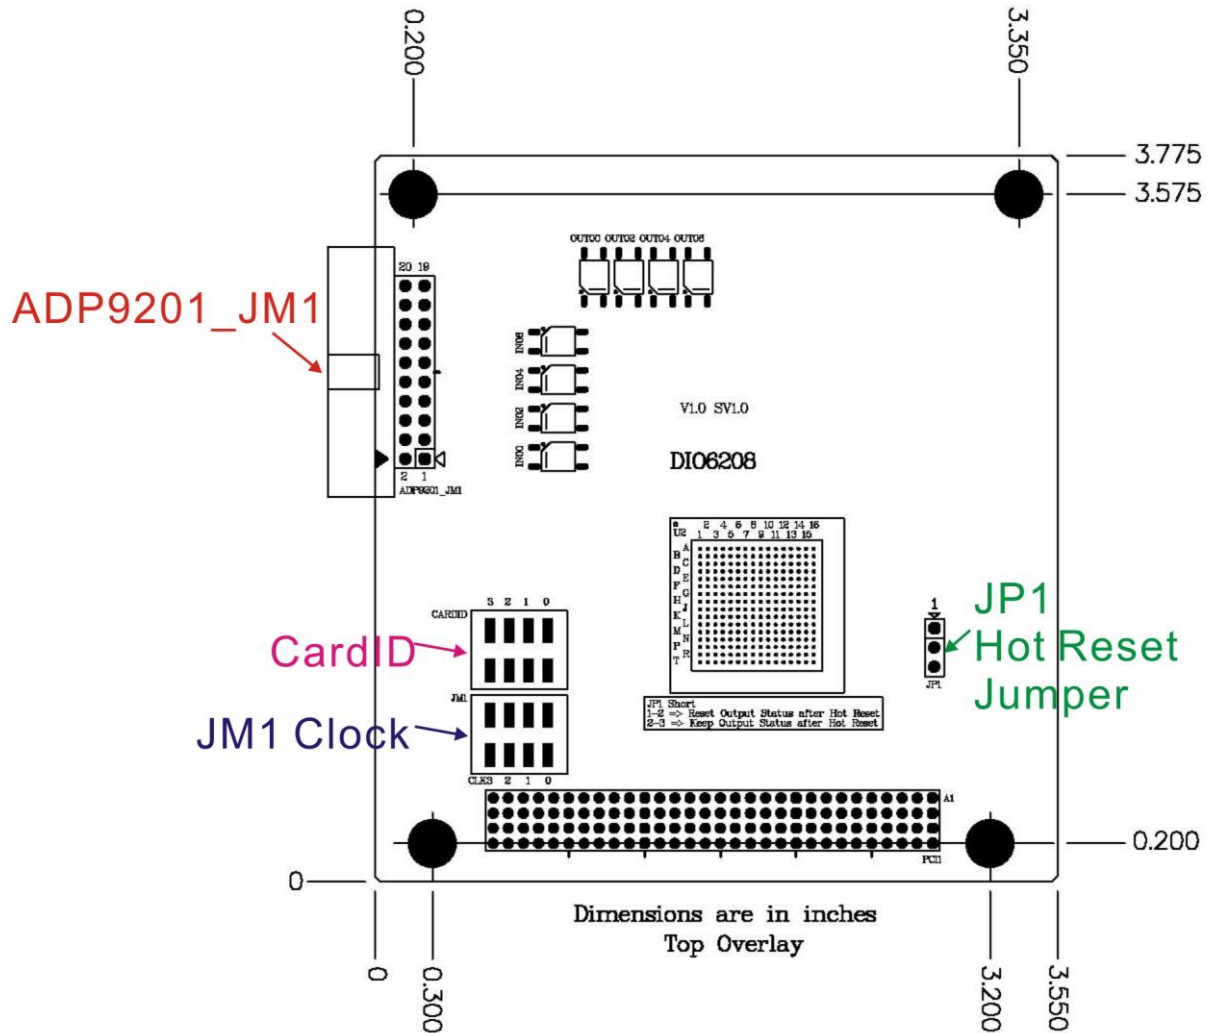 0.200
3.350
3.775
3.575
OUT00 OUT02 OUT04 OUT06
20 19
ADP9201_JM1
IN06
IN04
IN02
IN00
V1.0 SV1.0
DIO6208
2 1
ADP9201_JM1
2 4 6 8 10 12 14 16
U2 1 3 5 7 9 11 13 15
A
B
C
D
E
F
G
H
J
K
L
M
N
P
R
T
3 2 1 0
CARDID
CardID
1
JP1
JP1
Hot Reset
Jumper
JM1
JM1 Clock
CLK3 2 1 0
JP1 Short
1-2 => Reset Output Status after Hot Reset
2-3 => Keep Output Status after Hot Reset
A1
PCI1
0.200
0
Dimensions are in inches
Top Overlay
0
0.300
3.200
3.550